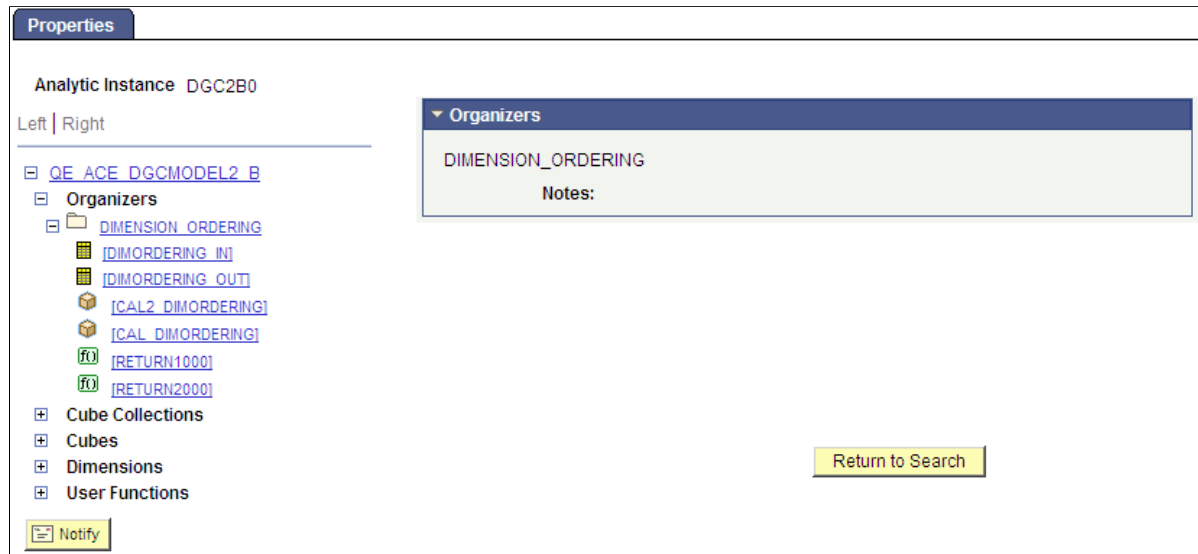 Properties
Analytic Instance DGC2B0
Left | Right
QE_ACE_DGCMODEL2_B
Organizers
DIMENSION_ORDERING
[DIMORDERING_IN]
[DIMORDERING_OUT]
[CAL2_DIMORDERING]
[CAL_DIMORDERING]
f() [RETURN1000]
f() [RETURN2000]
Cube Collections
Cubes
Dimensions
User Functions
Notify
Organizers
DIMENSION_ORDERING
Notes:
Return to Search